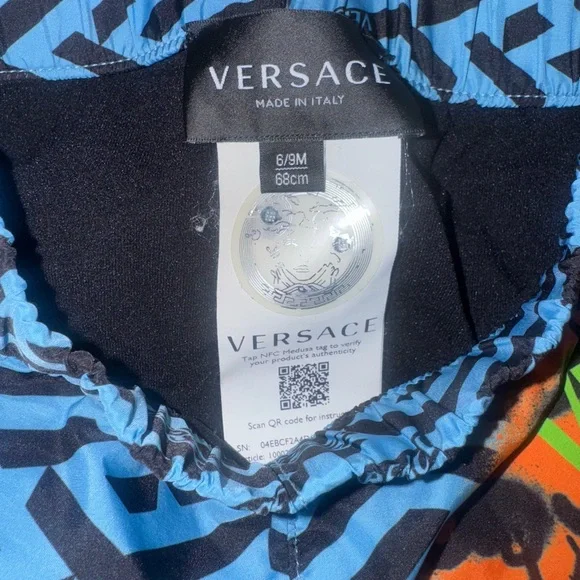 VERSACE
MADE IN ITALY
6/9M
68cm
VERSACE
Tap NFC Medusa tag to verify
your product's authenticity
Scan QR code for
SN: